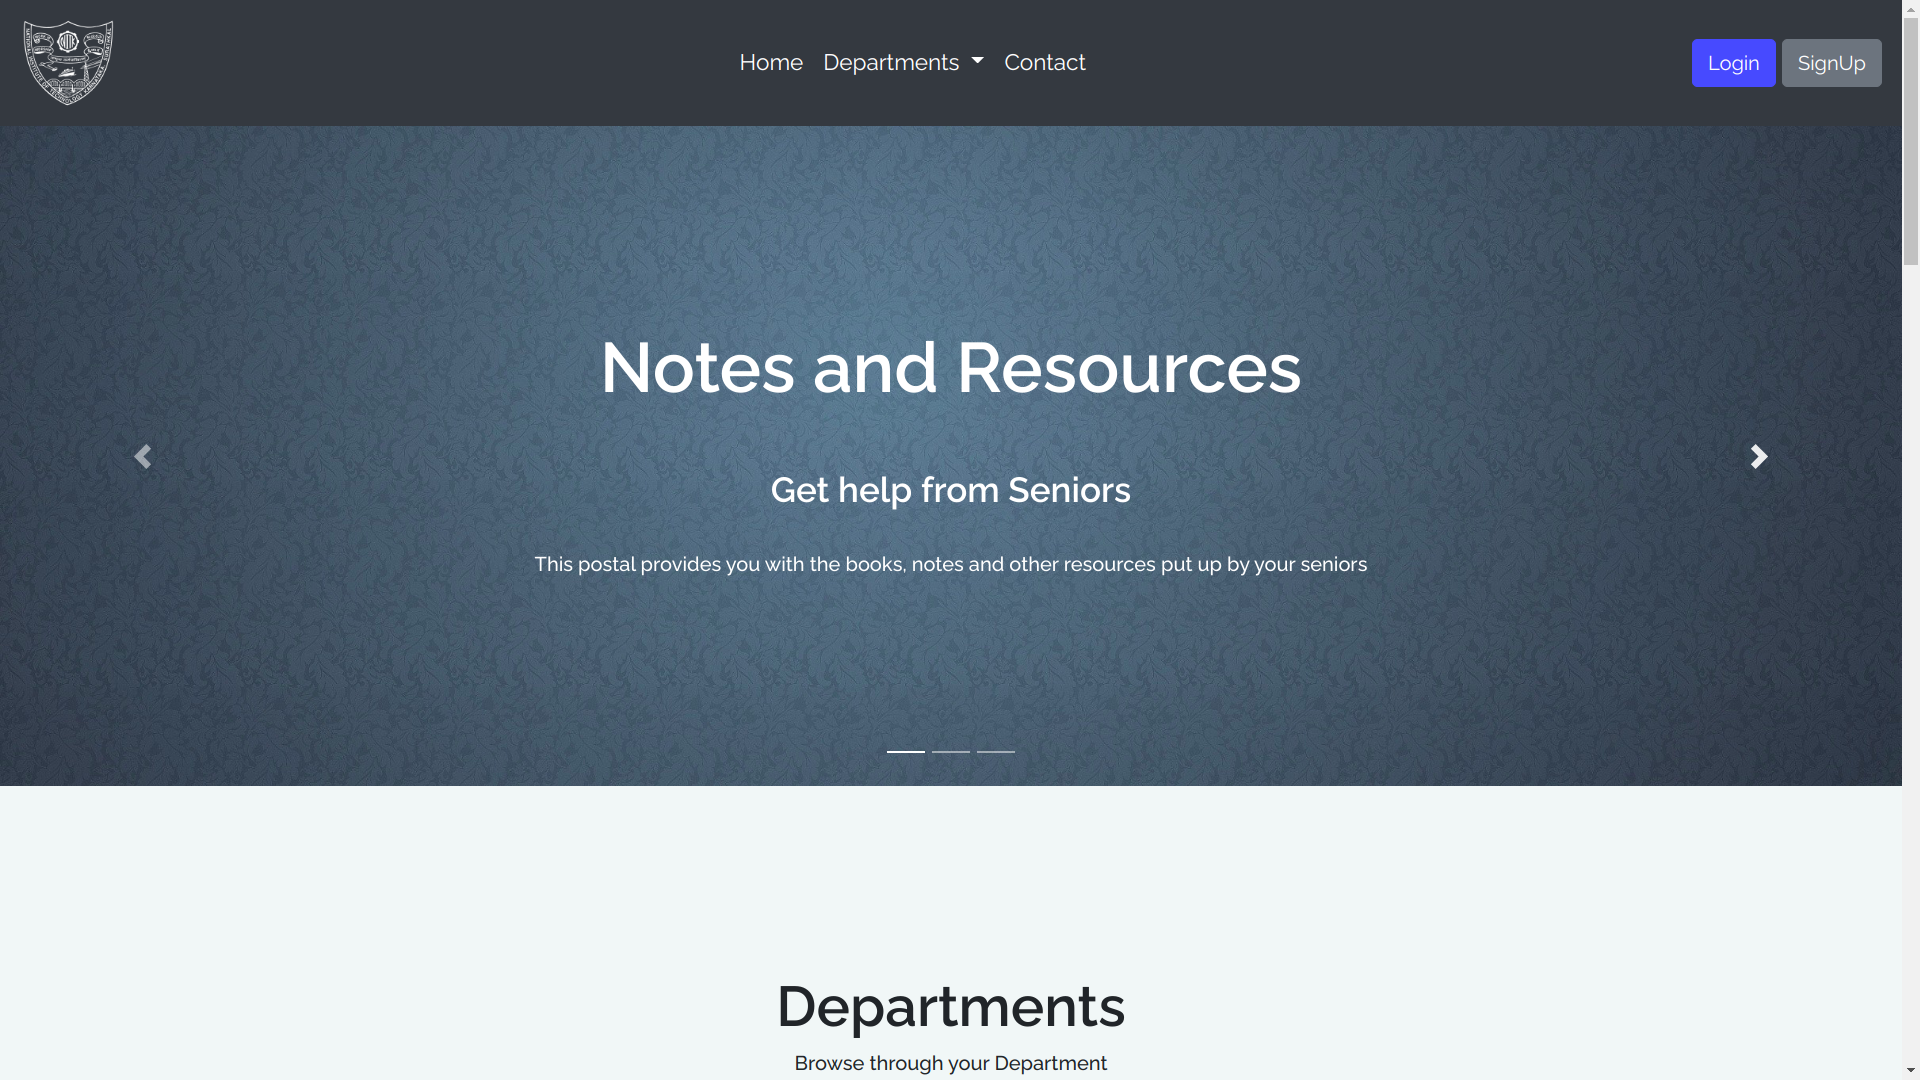 Home Departments Contact
Login SignUp
Notes and Resources
Get help from Seniors
This postal provides you with the books, notes and other resources put up by your seniors
Departments
Browse through your Department